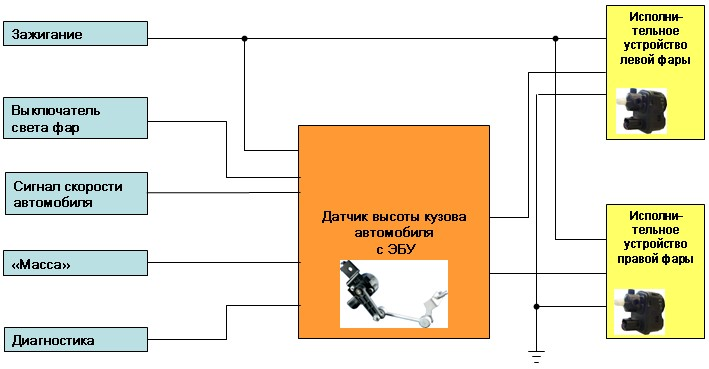 Зажигание
Выключатель
света фар
Сигнал скорости
автомобиля
«Масса»
Диагностика
Датчик высоты кузова
автомобиля
с ЭБУ
Исполни-
тельное
устройство
левой фары
Исполни-
тельное
устройство
правой фары